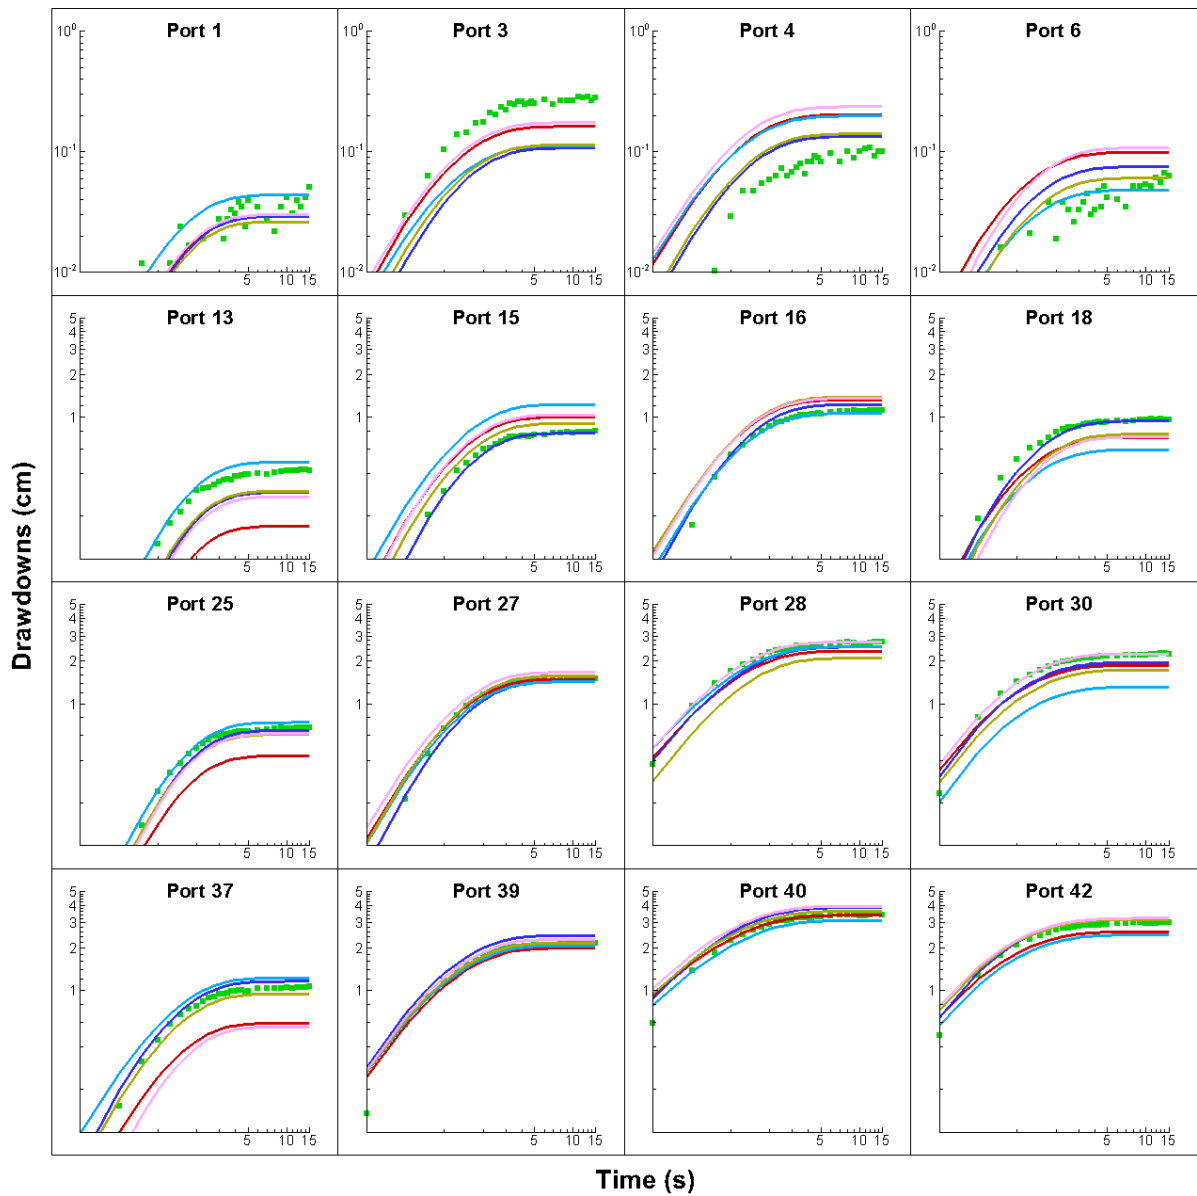 Port 1
Port 3
Port 4
Port 6
10⁰
10⁻¹
10⁻²
5 10 15
10⁰
10⁻¹
10⁻²
5 10 15
10⁰
10⁻¹
10⁻²
5 10 15
10⁰
10⁻¹
10⁻²
5 10 15
Port 13
Port 15
Port 16
Port 18
5
4
3
2
1
5 10 15
5
4
3
2
1
5 10 15
5
4
3
2
1
5 10 15
5
4
3
2
1
5 10 15
Drawdowns (cm)
Port 25
Port 27
Port 28
Port 30
5
4
3
2
1
5 10 15
5
4
3
2
1
5 10 15
5
4
3
2
1
5 10 15
5
4
3
2
1
5 10 15
Port 37
Port 39
Port 40
Port 42
5
4
3
2
1
5 10 15
5
4
3
2
1
5 10 15
5
4
3
2
1
5 10 15
5
4
3
2
1
5 10 15
Time (s)